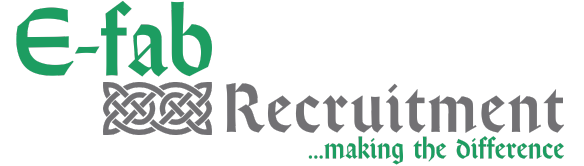 E-fab
Recruitment
...making the difference